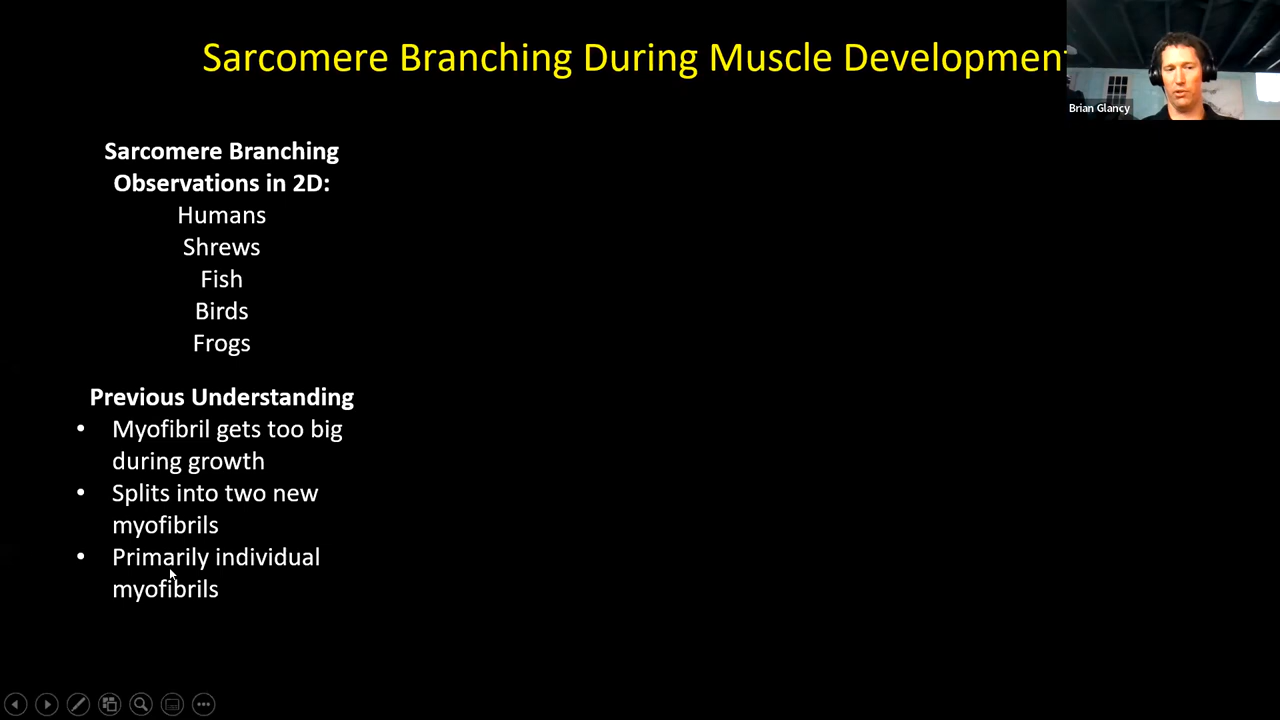 Sarcomere Branching During Muscle Development
Brian Glancy
Sarcomere Branching
Observations in 2D:
Humans
Shrews
Fish
Birds
Frogs
Previous Understanding
• Myofibril gets too big
during growth
• Splits into two new
myofibrils
• Primarily individual
myofibrils